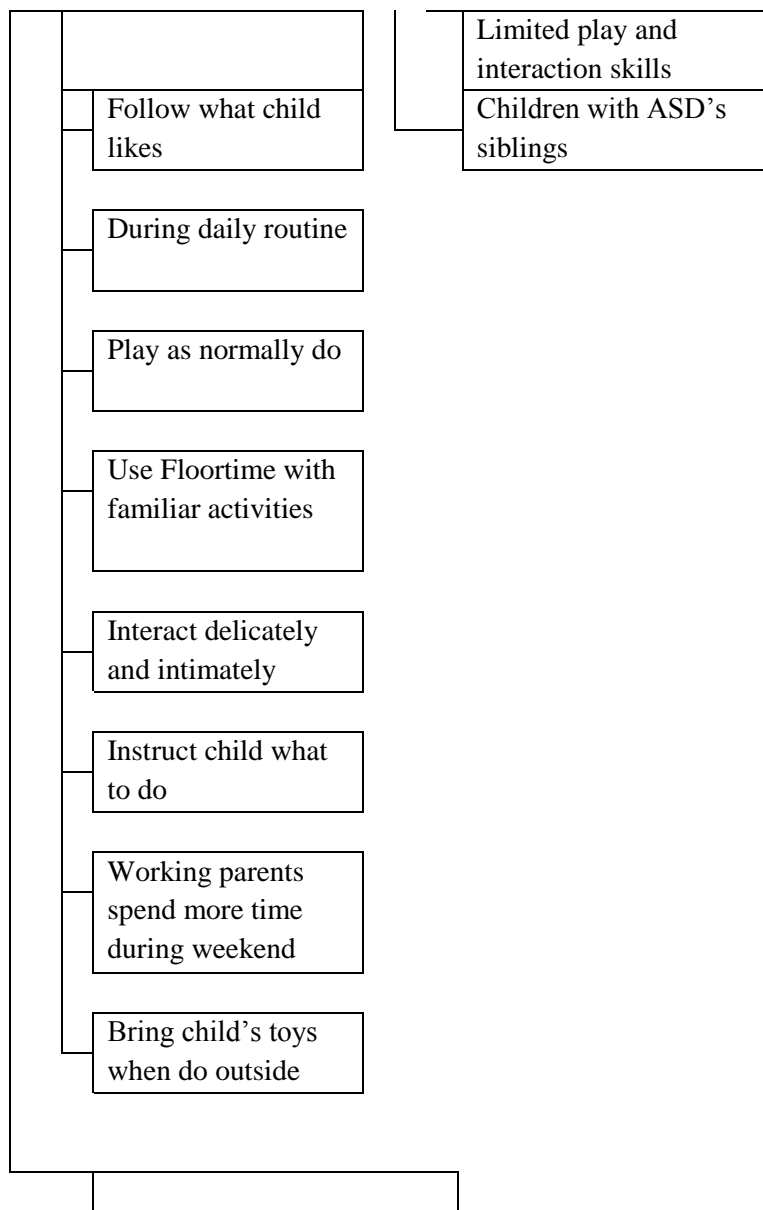 Limited play and
interaction skills
Children with ASD’s
siblings
Follow what child
likes
During daily routine
Play as normally do
Use Floortime with
familiar activities
Interact delicately
and intimately
Instruct child what
to do
Working parents
spend more time
during weekend
Bring child’s toys
when do outside